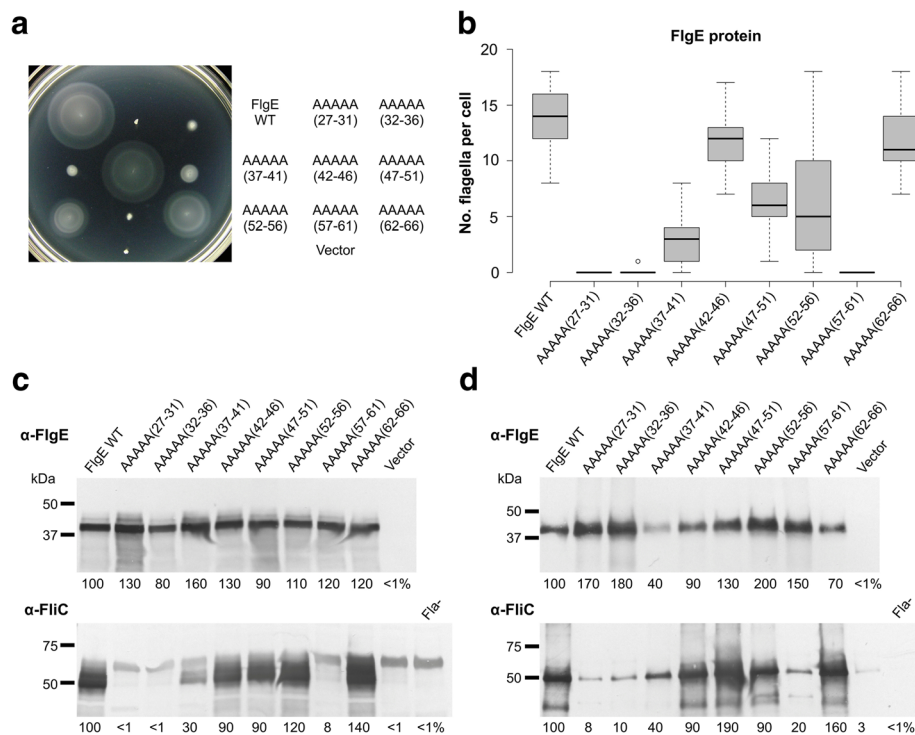 a
FlgE WT
AAAAA (27-31)
AAAAA (32-36)
AAAAA (37-41)
AAAAA (42-46)
AAAAA (47-51)
AAAAA (52-56)
AAAAA (57-61)
AAAAA (62-66)
Vector
b
FlgE protein
No. flagella per cell
20
15
10
5
0
FlgE WT
AAAAA(27-31)
AAAAA(32-36)
AAAAA(37-41)
AAAAA(42-46)
AAAAA(47-51)
AAAAA(52-56)
AAAAA(57-61)
AAAAA(62-66)
c
α-FlgE
FlgE WT
AAAAA(27-31)
AAAAA(32-36)
AAAAA(37-41)
AAAAA(42-46)
AAAAA(47-51)
AAAAA(52-56)
AAAAA(57-61)
AAAAA(62-66)
Vector
kDa
50
37
100 130 80 160 130 90 110 120 120 <1%
α-FliC
Fla-
75
50
100 <1 <1 30 90 90 120 8 140 <1 <1%
d
α-FlgE
FlgE WT
AAAAA(27-31)
AAAAA(32-36)
AAAAA(37-41)
AAAAA(42-46)
AAAAA(47-51)
AAAAA(52-56)
AAAAA(57-61)
AAAAA(62-66)
Vector
kDa
50
37
100 170 180 40 90 130 200 150 70 <1%
α-FliC
Fla-
75
50
100 8 10 40 90 190 90 20 160 3 <1%